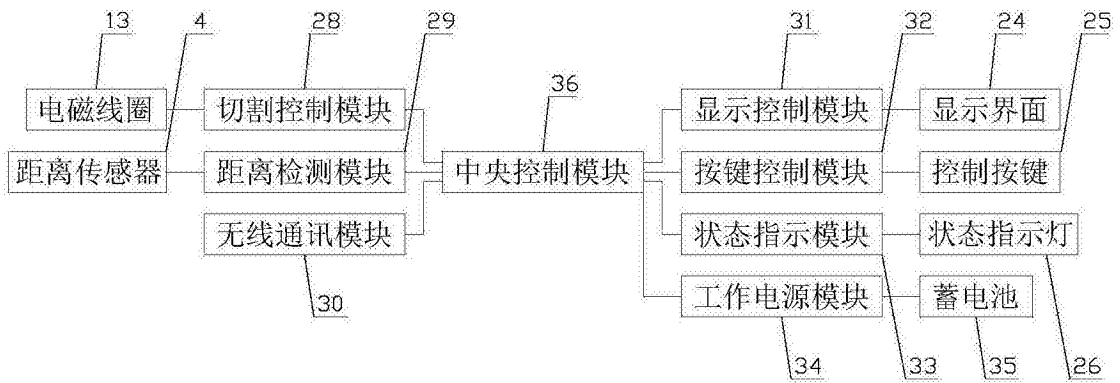 13 4 28 29 31 32 24 25
36
电磁线圈 切割控制模块 显示控制模块 显示界面
距离传感器 距离检测模块 中央控制模块 按键控制模块 控制按键
无线通讯模块 状态指示模块 状态指示灯
工作电源模块 蓄电池
30 34 33 35 26